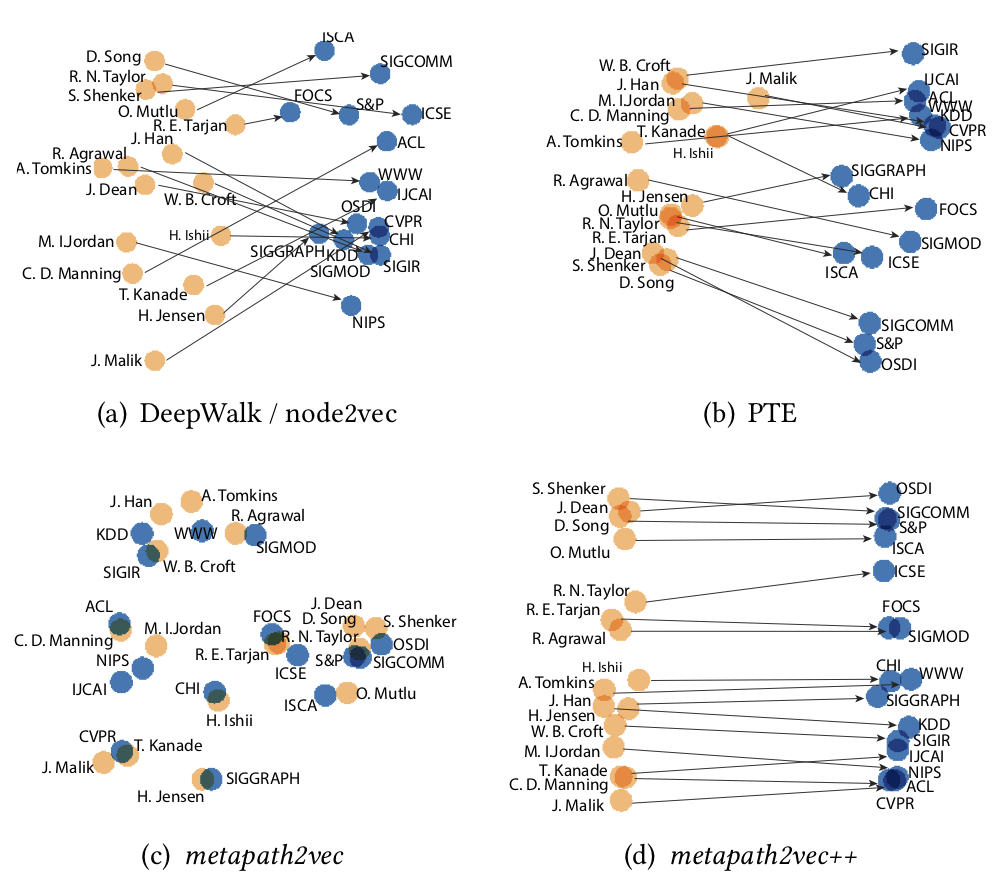 ISCA
D. Song
SIGCOMM
R. N. Taylor
S. Shenker
FOCS
S&P
O. Mutlu
ICSE
R. E. Tarjan
J. Han
ACL
R. Agrawal
A. Tomkins
WWW
J. Dean
IJCAI
W. B. Croft
OSDI
CVPR
H. Ishii
M. I.Jordan
CHI
SIGGRAPH
KDD
SIGIR
SIGMOD
C. D. Manning
T. Kanade
H. Jensen
NIPS
J. Malik
(a) DeepWalk / node2vec
SIGIR
W. B. Croft
J. Han
J. Malik
IJCAI
M. I.Jordan
ACL
WWW
C. D. Manning
KDD
T. Kanade
CVPR
A. Tomkins
NIPS
H. Ishii
SIGGRAPH
R. Agrawal
CHI
H. Jensen
O. Mutlu
FOCS
R. N. Taylor
R. E. Tarjan
SIGMOD
J. Dean
ISCA
ICSE
S. Shenker
D. Song
SIGCOMM
S&P
OSDI
(b) PTE
J. Han
A. Tomkins
R. Agrawal
KDD
WWW
SIGMOD
SIGIR
W. B. Croft
ACL
J. Dean
FOCS
D. Song
S. Shenker
C. D. Manning
M. I.Jordan
R. N. Taylor
OSDI
R. E. Tarjan
NIPS
S&P
SIGCOMM
ICSE
IJCAI
CHI
ISCA
O. Mutlu
H. Ishii
CVPR
T. Kanade
J. Malik
SIGGRAPH
H. Jensen
(c) metapath2vec
S. Shenker
OSDI
J. Dean
SIGCOMM
D. Song
S&P
O. Mutlu
ISCA
ICSE
R. N. Taylor
R. E. Tarjan
FOCS
R. Agrawal
SIGMOD
H. Ishii
CHI
WWW
A. Tomkins
J. Han
SIGGRAPH
H. Jensen
KDD
W. B. Croft
SIGIR
M. I.Jordan
IJCAI
T. Kanade
NIPS
C. D. Manning
ACL
J. Malik
CVPR
(d) metapath2vec++